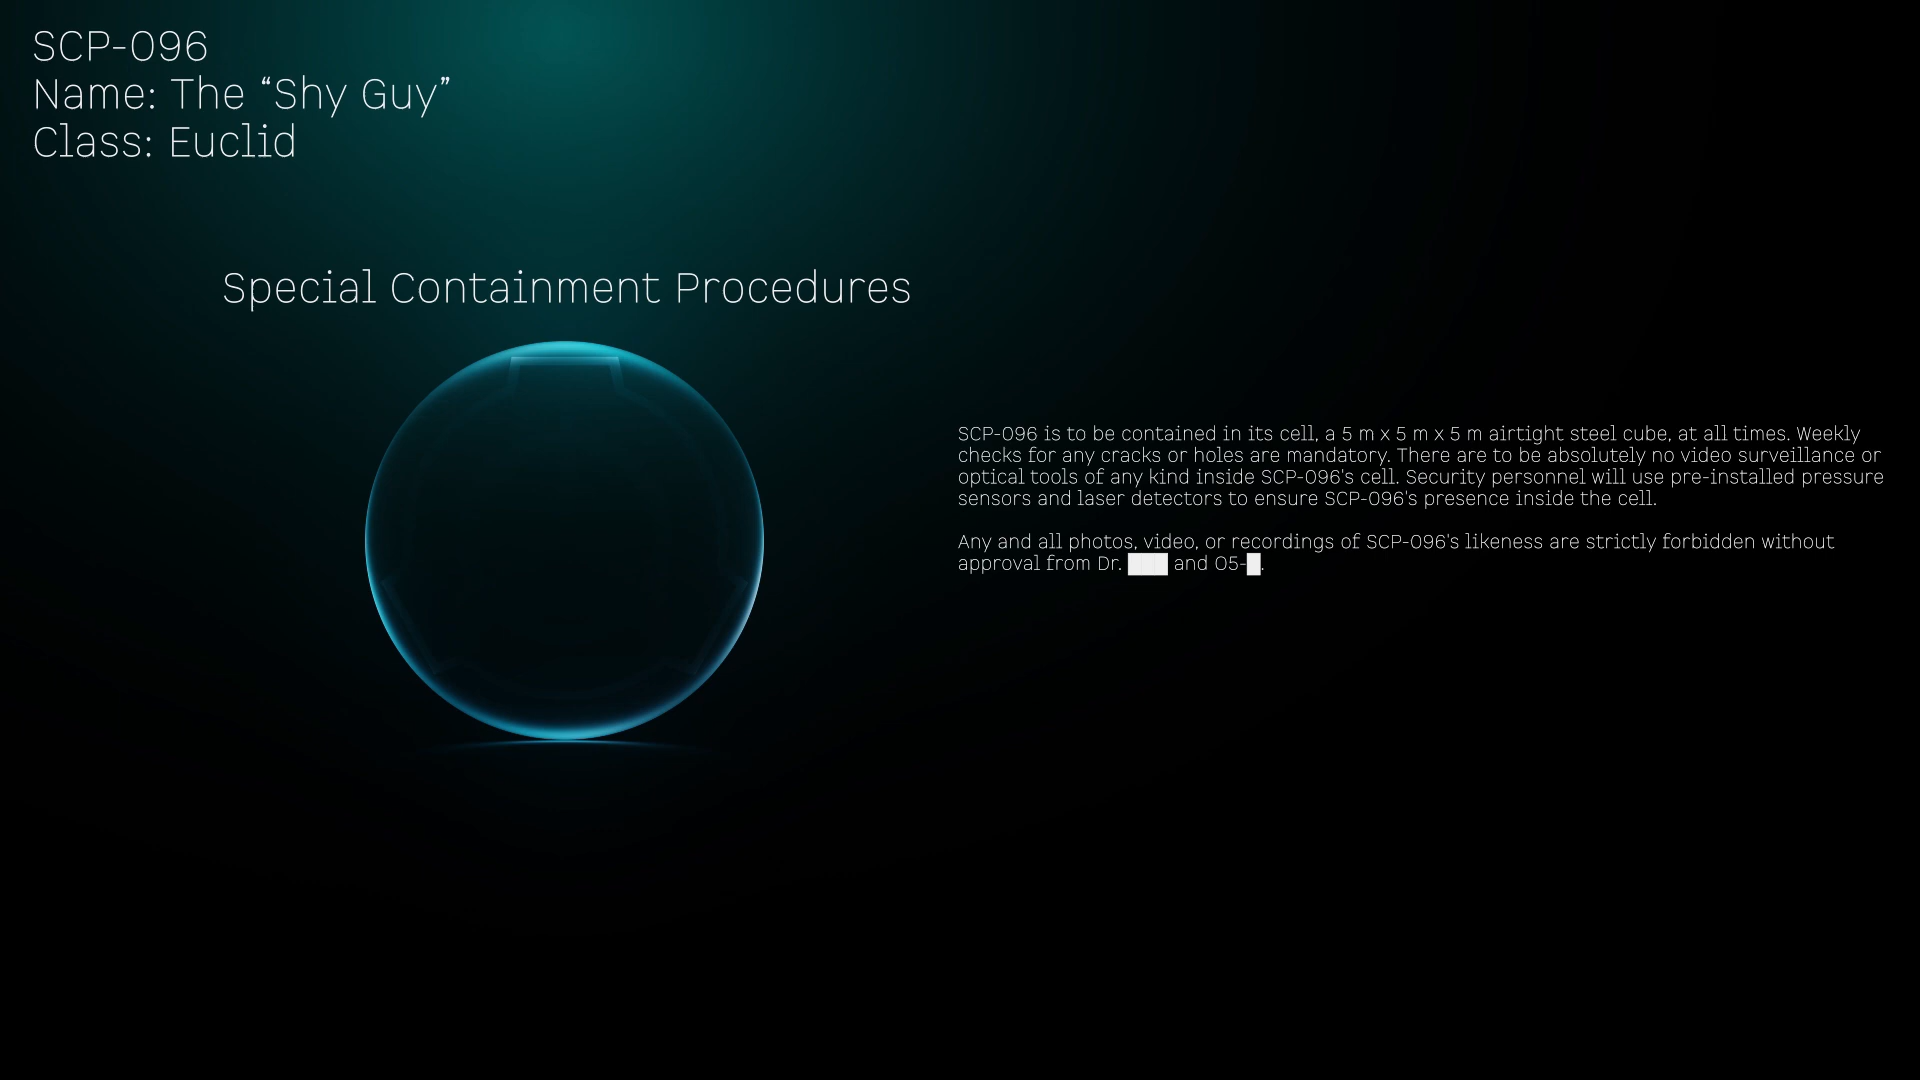 SCP-096
Name: The “Shy Guy”
Class: Euclid
Special Containment Procedures
SCP-096 is to be contained in its cell, a 5 m x 5 m x 5 m airtight steel cube, at all times. Weekly
checks for any cracks or holes are mandatory. There are to be absolutely no video surveillance or
optical tools of any kind inside SCP-096's cell. Security personnel will use pre-installed pressure
sensors and laser detectors to ensure SCP-096's presence inside the cell.
Any and all photos, video, or recordings of SCP-096's likeness are strictly forbidden without
approval from Dr. ███ and O5-█.